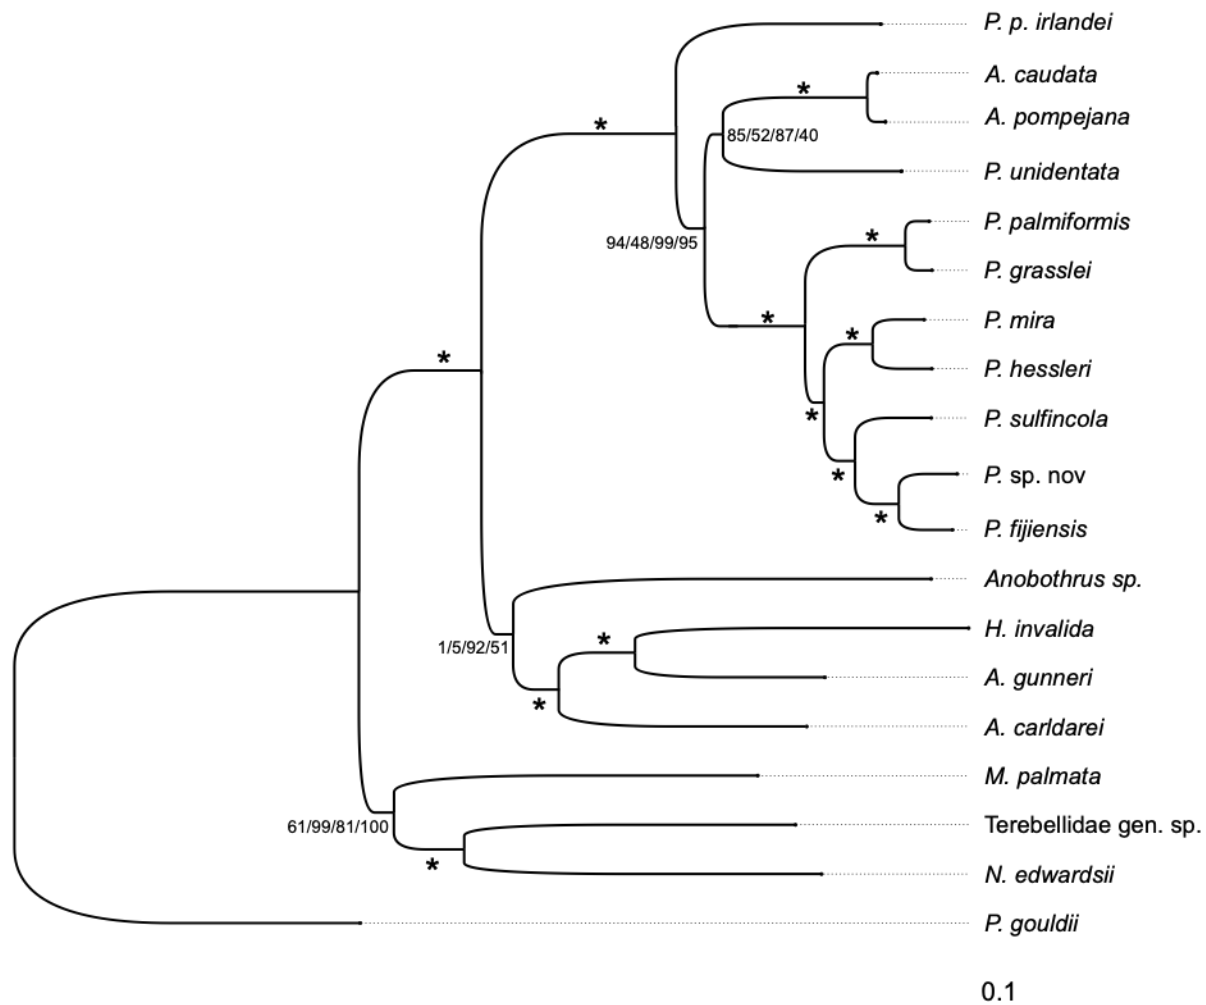 P. p. irlandei
A. caudata
*
A. pompejana
*
85/52/87/40
P. unidentata
P. palmiformis
*
94/48/99/95
P. grasslei
P. mira
*
*
*
P. hessleri
P. sulfincola
*
*
P. sp. nov
*
P. fijiensis
Anobothrus sp.
H. invalida
*
1/5/92/51
A. gunneri
*
A. carldarei
M. palmata
Terebellidae gen. sp.
61/99/81/100
*
N. edwardsii
P. gouldii
0.1